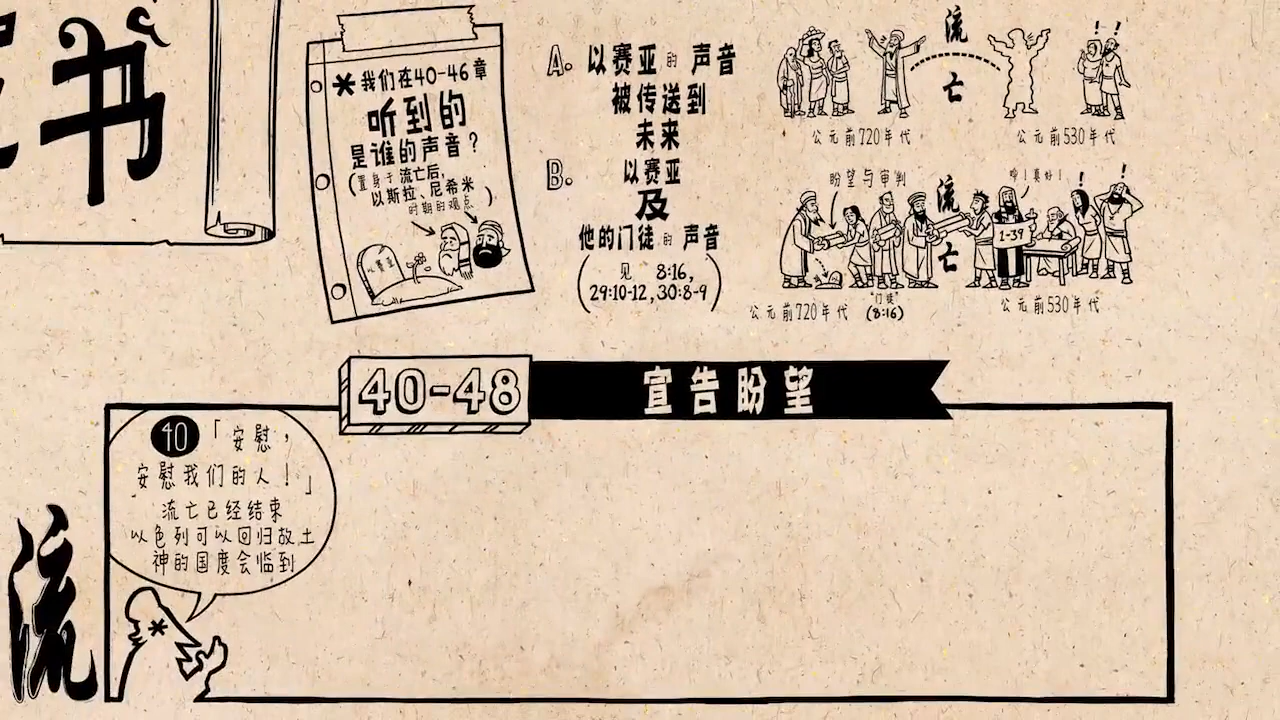 书
*我们在40-46章
听到的
是谁的声音?
(置身于流亡后,
以斯拉、尼希米
时期的观点)
以赛亚
A. 以赛亚的声音
被传送到
未来
B. 以赛亚
及
他的门徒的声音
(见 8:16,
29:10-12,30:8-9)
流
亡
! !
公元前720年代
公元前530年代
盼望与审判
流
亡
哈!真好!
!
!
1-39
公元前720年代
"门徒"
(8:16)
公元前530年代
40-48 宣告盼望
40 「安慰,
安慰我们的人!」
流亡已经结束
以色列可以回归故土
神的国度会临到
*
流